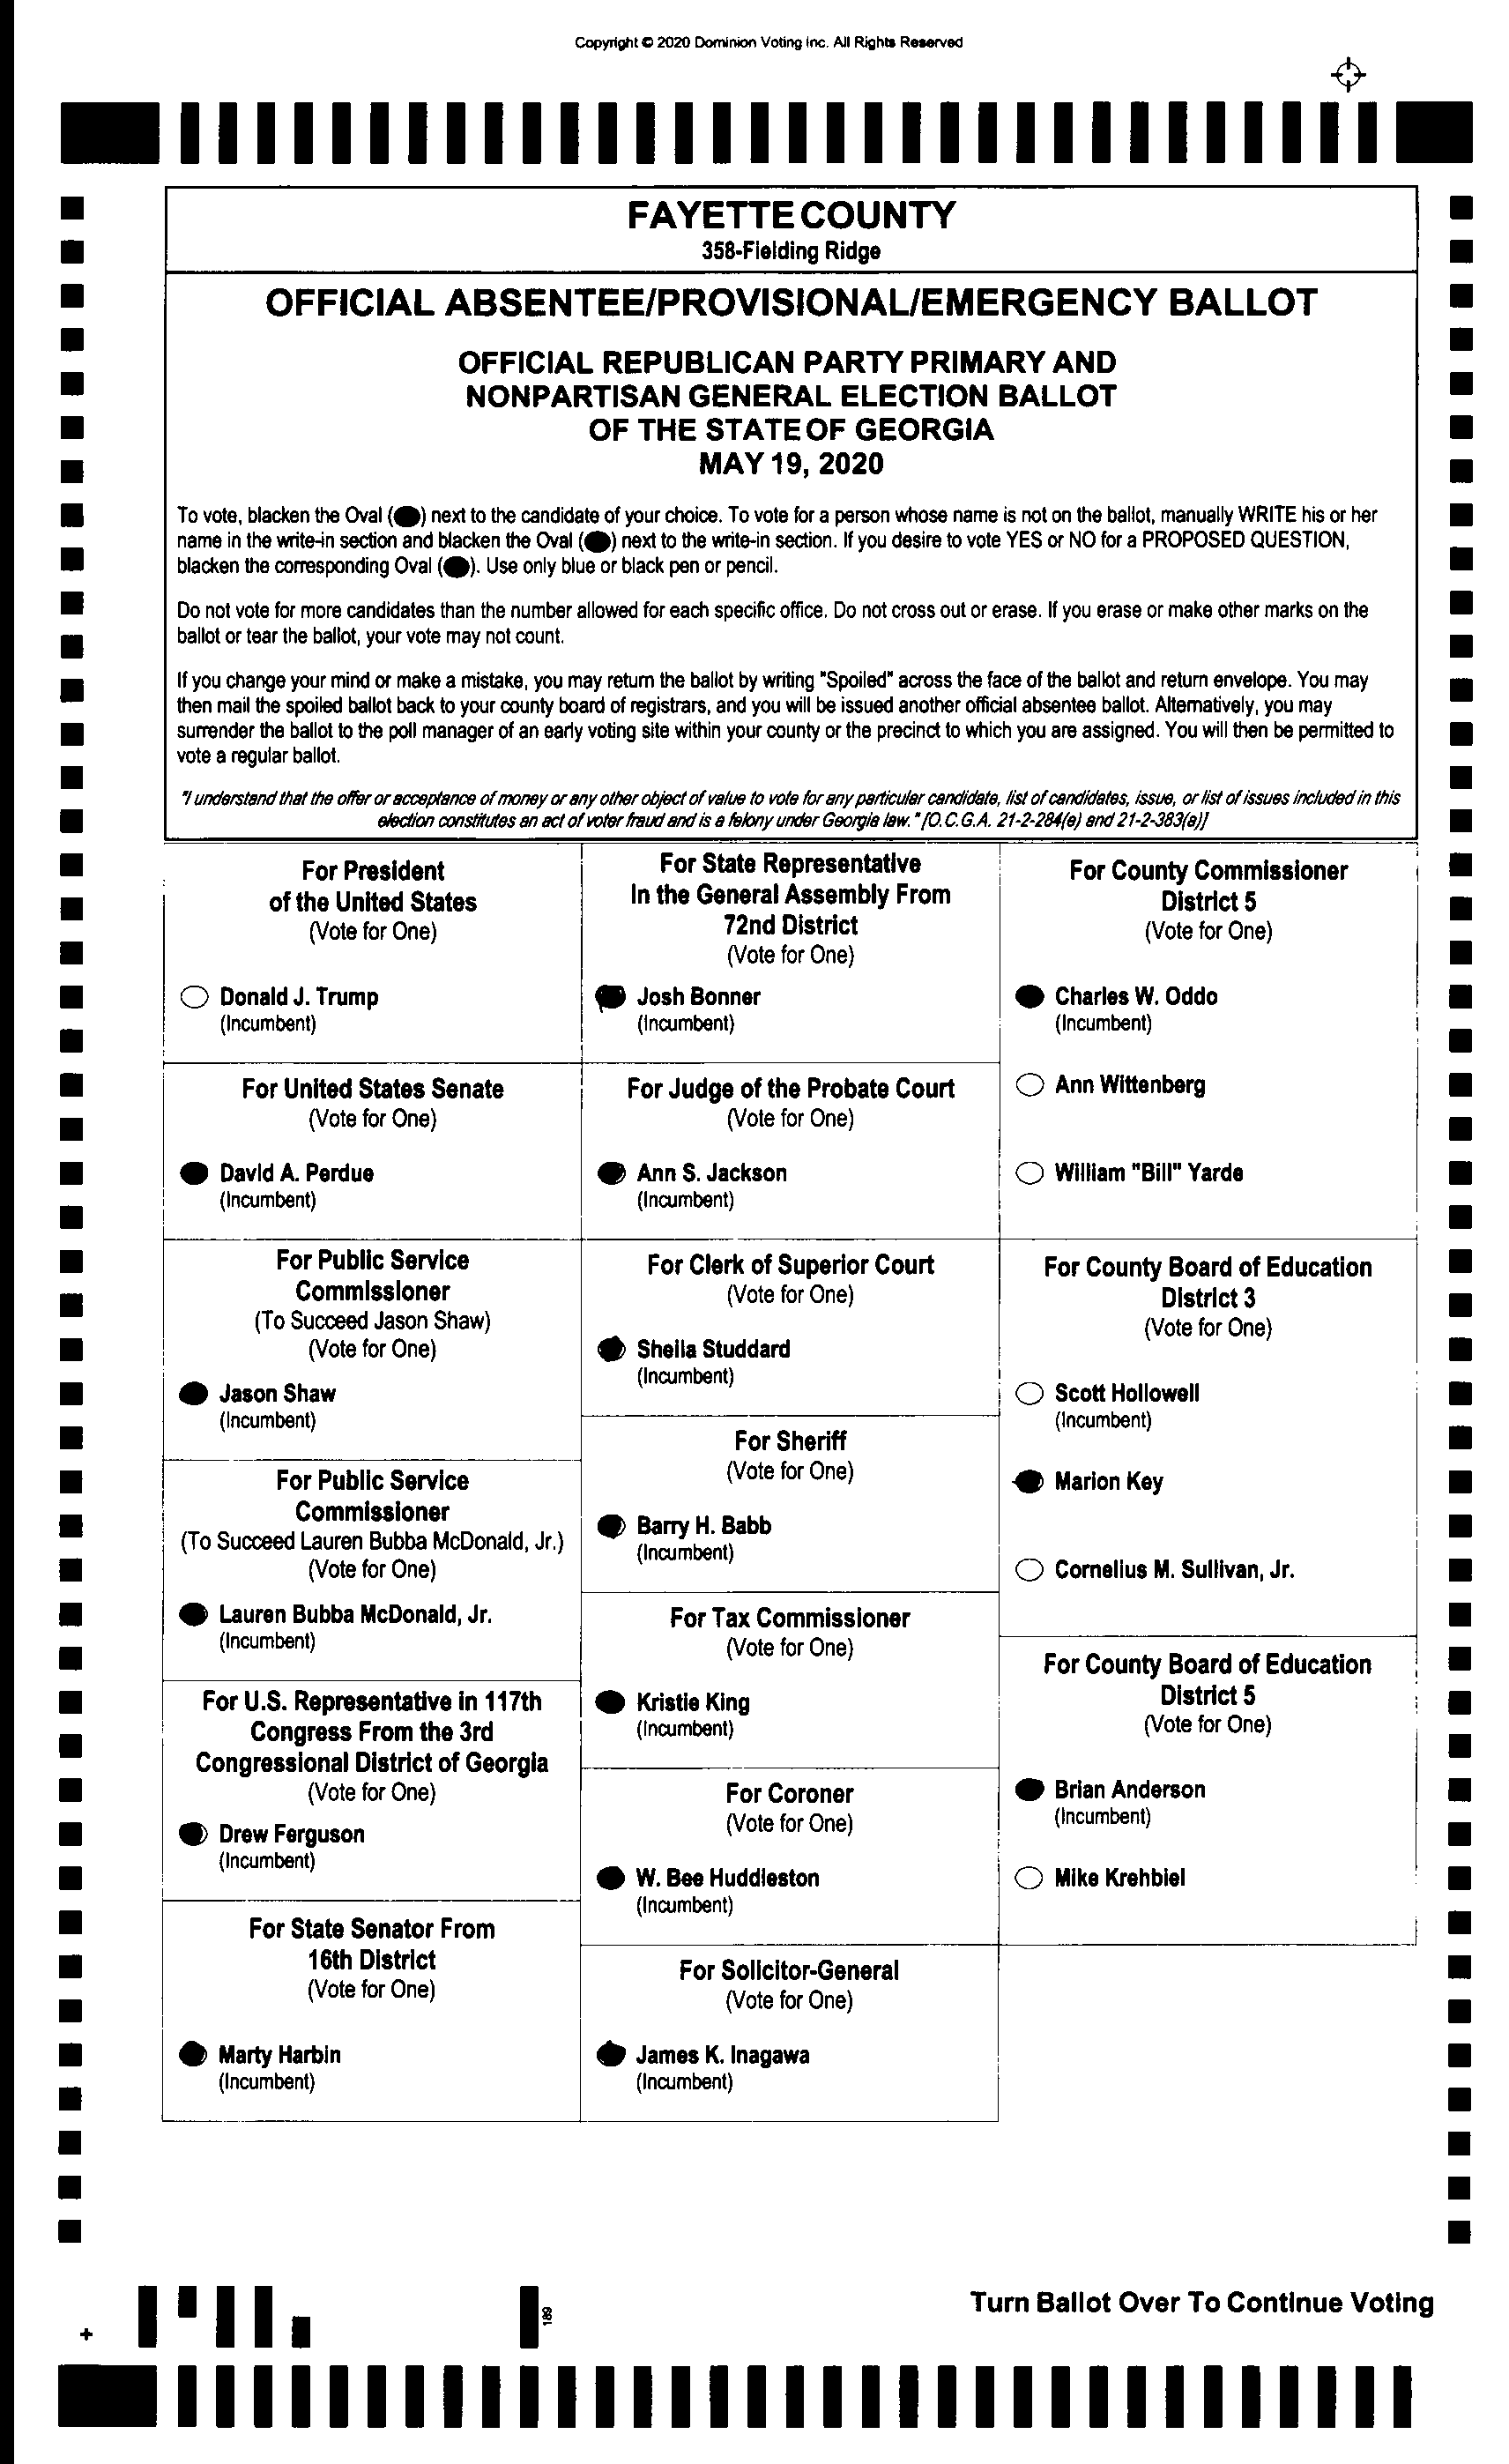 Copyright © 2020 Dominion Voting Inc. All Rights Reserved
FAYETTE COUNTY
358-Fielding Ridge
OFFICIAL ABSENTEE/PROVISIONAL/EMERGENCY BALLOT
OFFICIAL REPUBLICAN PARTY PRIMARY AND
NONPARTISAN GENERAL ELECTION BALLOT
OF THE STATE OF GEORGIA
MAY 19, 2020
To vote, blacken the Oval ( ) next to the candidate of your choice. To vote for a person whose name is not on the ballot, manually WRITE his or her
name in the write-in section and blacken the Oval ( ) next to the write-in section. If you desire to vote YES or NO for a PROPOSED QUESTION,
blacken the corresponding Oval ( ). Use only blue or black pen or pencil.
Do not vote for more candidates than the number allowed for each specific office. Do not cross out or erase. If you erase or make other marks on the
ballot or tear the ballot, your vote may not count.
If you change your mind or make a mistake, you may return the ballot by writing "Spoiled" across the face of the ballot and return envelope. You may
then mail the spoiled ballot back to your county board of registrars, and you will be issued another official absentee ballot. Alternatively, you may
surrender the ballot to the poll manager of an early voting site within your county or the precinct to which you are assigned. You will then be permitted to
vote a regular ballot.
"I understand that the offer or acceptance of money or any other object of value to vote for any particular candidate, list of candidates, issue, or list of issues included in this
election constitutes an act of voter fraud and is a felony under Georgia law." [O.C.G.A. 21-2-284(e) and 21-2-383(a)]
For President
of the United States
(Vote for One)
Donald J. Trump
(Incumbent)
For United States Senate
(Vote for One)
David A. Perdue
(Incumbent)
For Public Service
Commissioner
(To Succeed Jason Shaw)
(Vote for One)
Jason Shaw
(Incumbent)
For Public Service
Commissioner
(To Succeed Lauren Bubba McDonald, Jr.)
(Vote for One)
Lauren Bubba McDonald, Jr.
(Incumbent)
For U.S. Representative in 117th
Congress From the 3rd
Congressional District of Georgia
(Vote for One)
Drew Ferguson
(Incumbent)
For State Senator From
16th District
(Vote for One)
Marty Harbin
(Incumbent)
For State Representative
In the General Assembly From
72nd District
(Vote for One)
Josh Bonner
(Incumbent)
For Judge of the Probate Court
(Vote for One)
Ann S. Jackson
(Incumbent)
For Clerk of Superior Court
(Vote for One)
Sheila Studdard
(Incumbent)
For Sheriff
(Vote for One)
Barry H. Babb
(Incumbent)
For Tax Commissioner
(Vote for One)
Kristie King
(Incumbent)
For Coroner
(Vote for One)
W. Bee Huddleston
(Incumbent)
For Solicitor-General
(Vote for One)
James K. Inagawa
(Incumbent)
For County Commissioner
District 5
(Vote for One)
Charles W. Oddo
(Incumbent)
Ann Wittenberg
William "Bill" Yarde
For County Board of Education
District 3
(Vote for One)
Scott Hollowell
(Incumbent)
Marion Key
Cornelius M. Sullivan, Jr.
For County Board of Education
District 5
(Vote for One)
Brian Anderson
(Incumbent)
Mike Krehbiel
189
Turn Ballot Over To Continue Voting